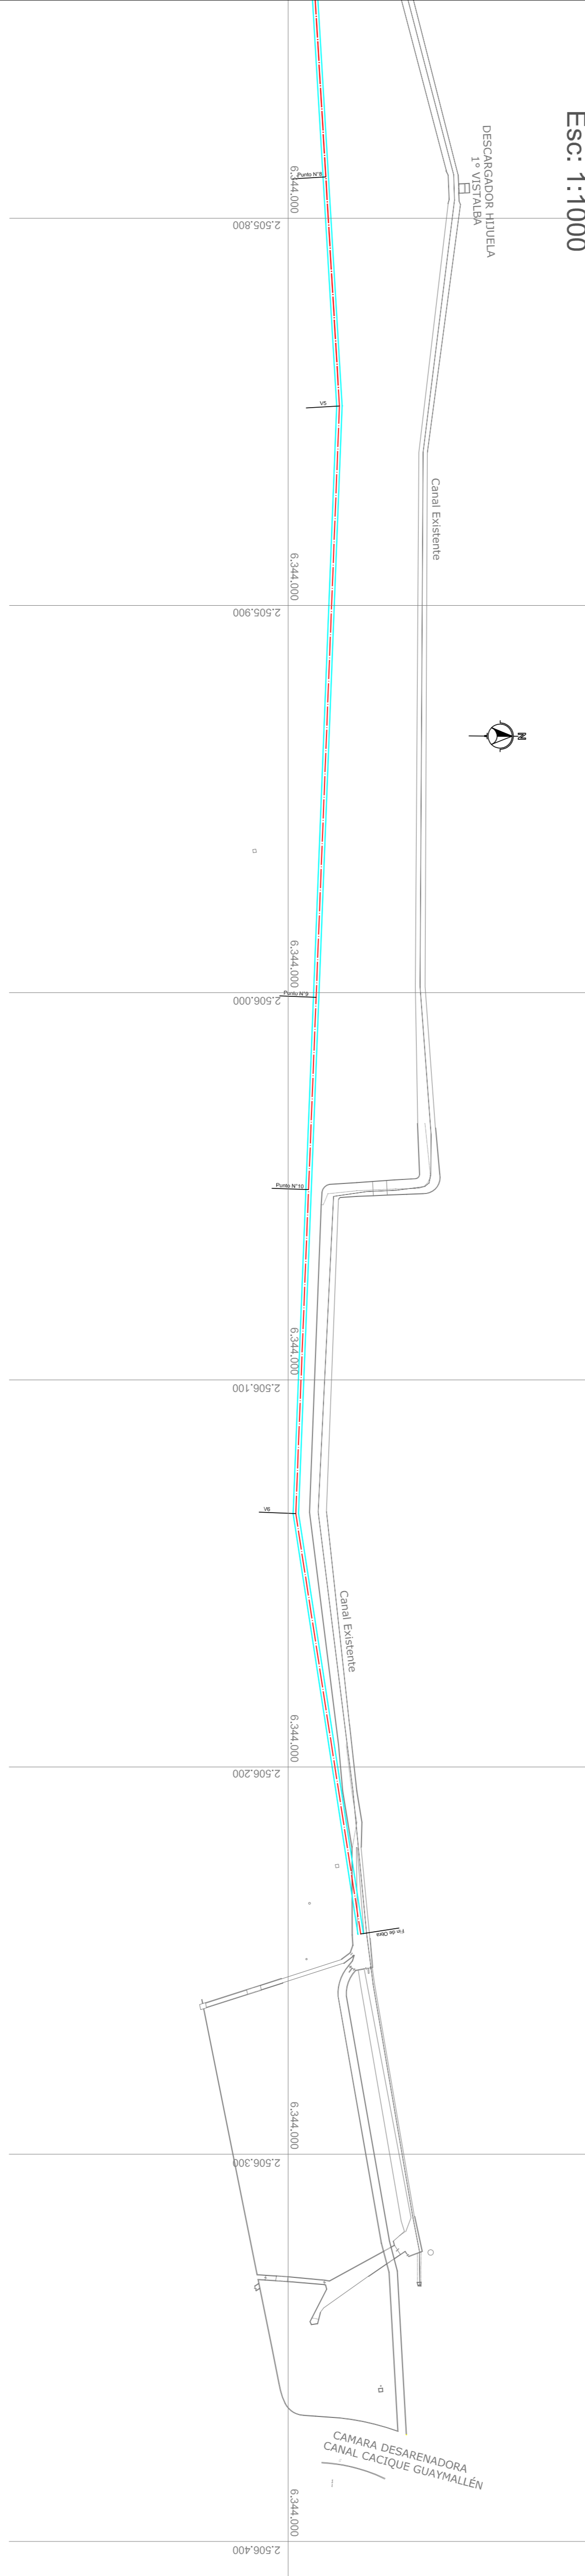 Esc: 1:1000
DESCARGADOR HIJUELA
1º VISTALBA
6.344.000
Punto N°8
2.505.800
V5
Canal Existente
6.344.000
2.505.900
N
6.344.000
2.506.000
Punto N°9
Punto N°10
6.344.000
2.506.100
V6
Canal Existente
6.344.000
2.506.200
Fin de Obra
6.344.000
2.506.300
CAMARA DESARENADORA
CANAL CACIQUE GUAYMALLÉN
6.344.000
2.506.400